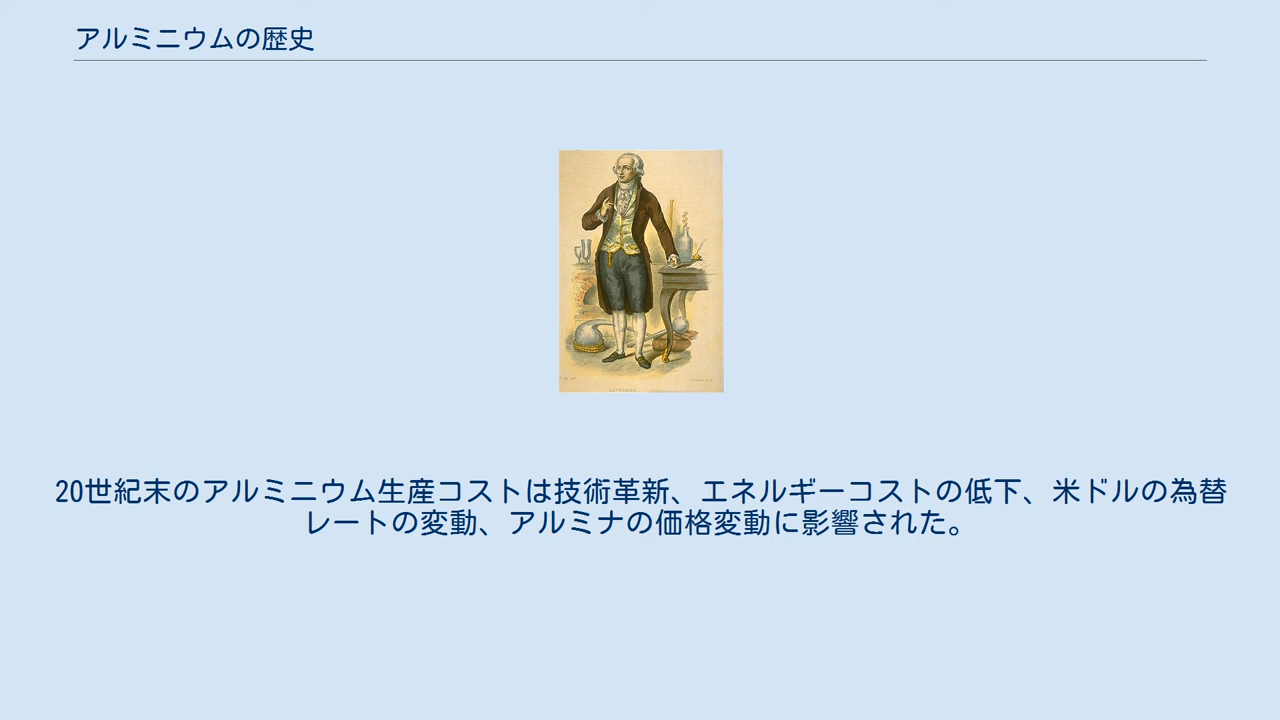 アルミニウムの歴史
20世紀末のアルミニウム生産コストは技術革新、エネルギーコストの低下、米ドルの為替
レートの変動、アルミナの価格変動に影響された。